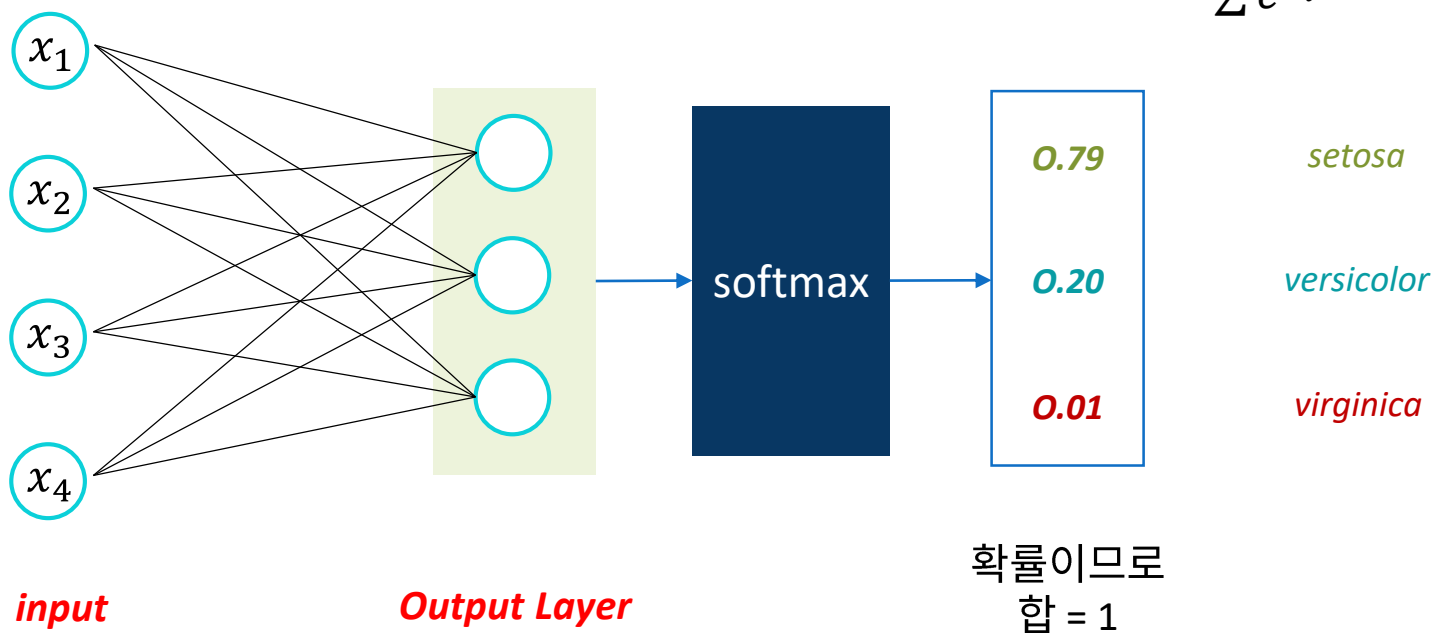 x₁
x₂
x₃
x₄
softmax
O.79
setosa
O.20
versicolor
O.01
virginica
확률이므로
합 = 1
input
Output Layer